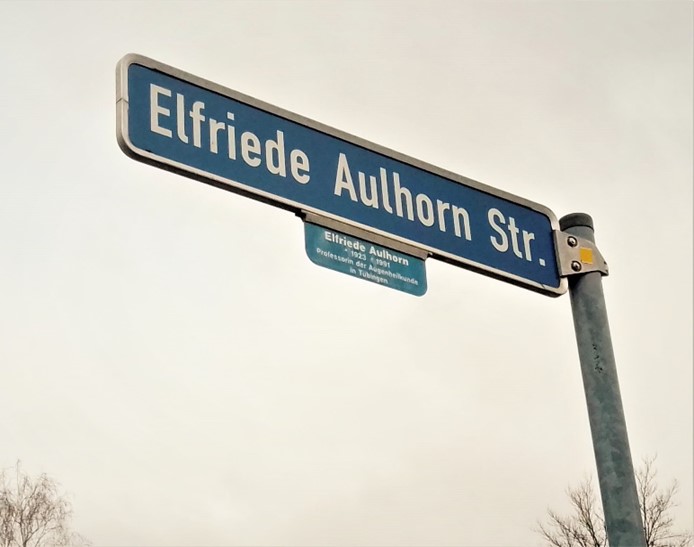 Elfriede Aulhorn Str.
Elfriede Aulhorn
* 1923 † 1991
Professorin der Augenheilkunde
in Tübingen